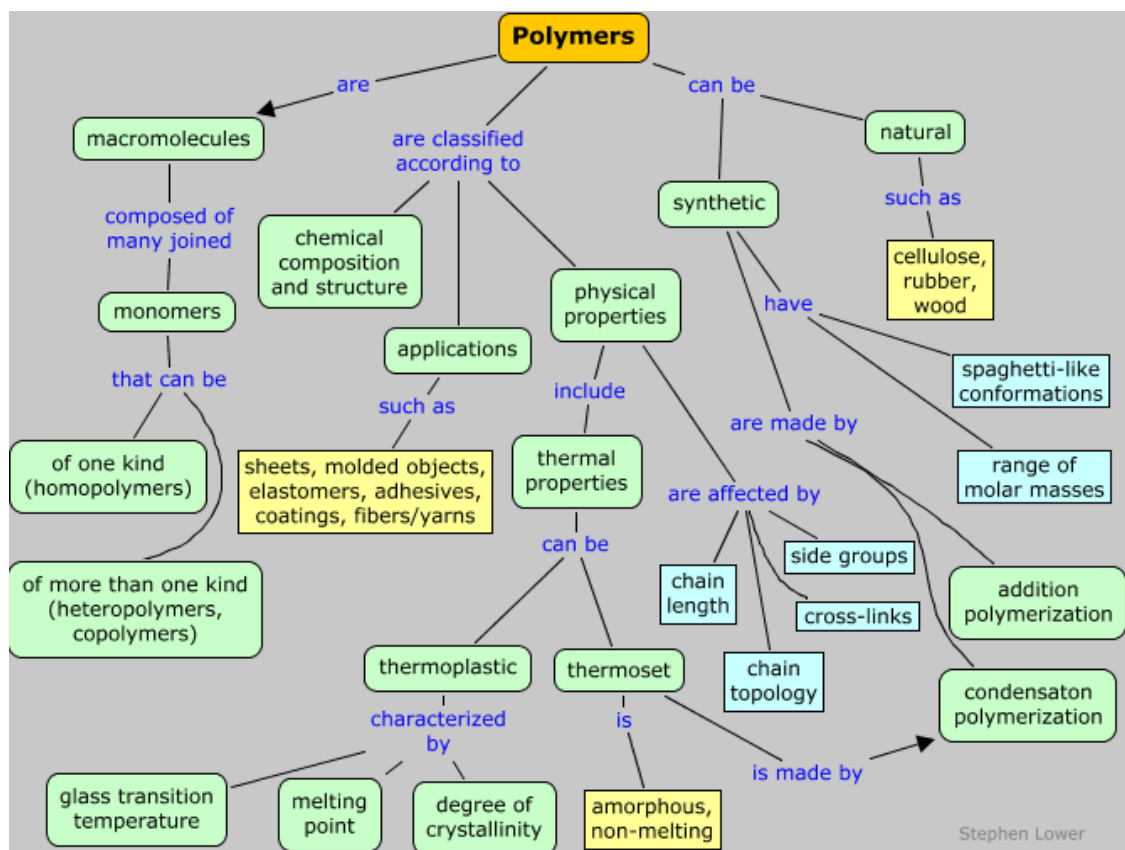 Polymers
are
can be
macromolecules
are classified
according to
natural
composed of
many joined
chemical
composition
and structure
synthetic
such as
cellulose,
rubber,
wood
monomers
physical
properties
have
applications
that can be
such as
include
spaghetti-like
conformations
are made by
of one kind
(homopolymers)
sheets, molded objects,
elastomers, adhesives,
coatings, fibers/yarns
thermal
properties
are affected by
range of
molar masses
can be
side groups
chain
length
cross-links
addition
polymerization
of more than one kind
(heteropolymers,
copolymers)
thermoplastic
thermoset
chain
topology
condensaton
polymerization
characterized
by
is
is made by
glass transition
temperature
melting
point
degree of
crystallinity
amorphous,
non-melting
Stephen Lower